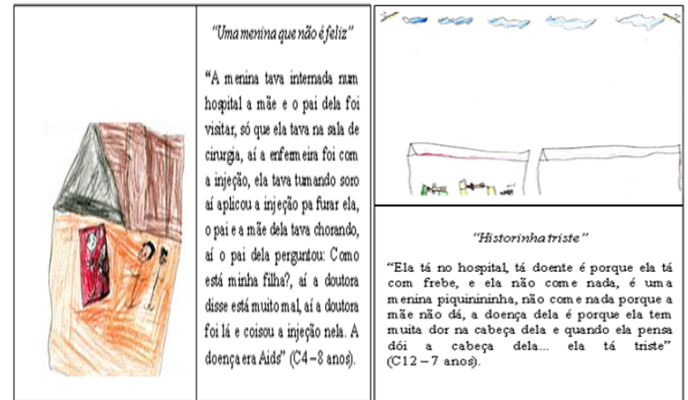 “Uma menina que não é feliz”
“A menina tava internada num
hospital a mãe e o pai dela foi
visitar, só que ela tava na sala de
cirurgia, aí a enfermeira foi com
a injeção, ela tava tumando soro
aí aplicou a injeção pa furar ela,
o pai e a mãe dela tava chorando,
aí o pai dela perguntou: Como
está minha filha?, aí a doutora
disse está muito mal, aí a doutora
foi lá e coisou a injeção nela. A
doença era Aids” (C4 – 8 anos).
“Historinha triste”
“Ela tá no hospital, tá doente é porque ela tá
com frebe, e ela não come nada, é uma
menina piquinininha, não come nada porque a
mãe não dá, a doença dela é porque ela tem
muita dor na cabeça dela e quando ela pensa
dói a cabeça dela... ela tá triste”
(C12 – 7 anos).